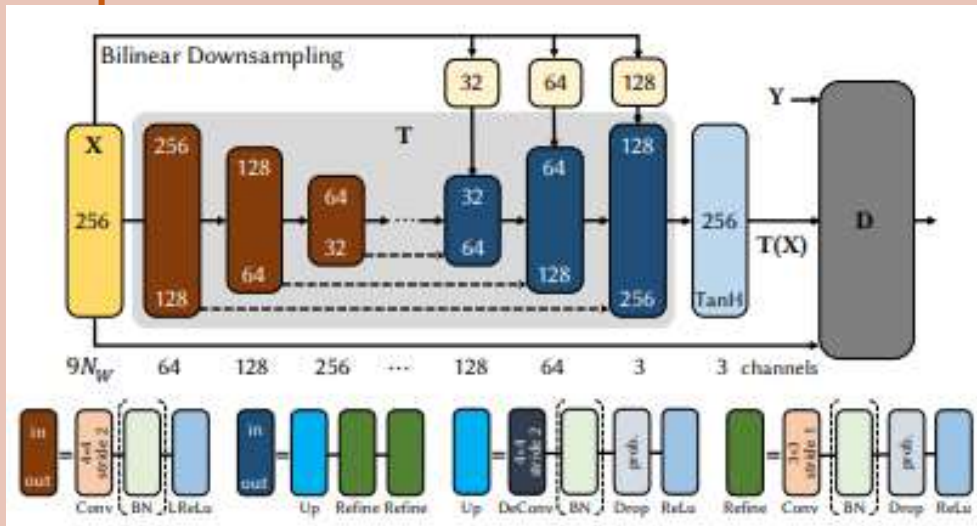 Bilinear Downsampling
32 64 128
Y
X T
256 128 64 32 64 128
256 256 D
32 64
T(X)
128 64 128 256 TanH
9N_W 64 128 256 ... 128 64 3 3 channels
in out = 4×4 stride 2 BN
Conv BN LReLu
in out =
Up Refine Refine
= 4×4 stride 2 prob.
Up DeConv BN Drop ReLu
= 3×3 stride 1 prob.
Refine Conv BN Drop ReLu